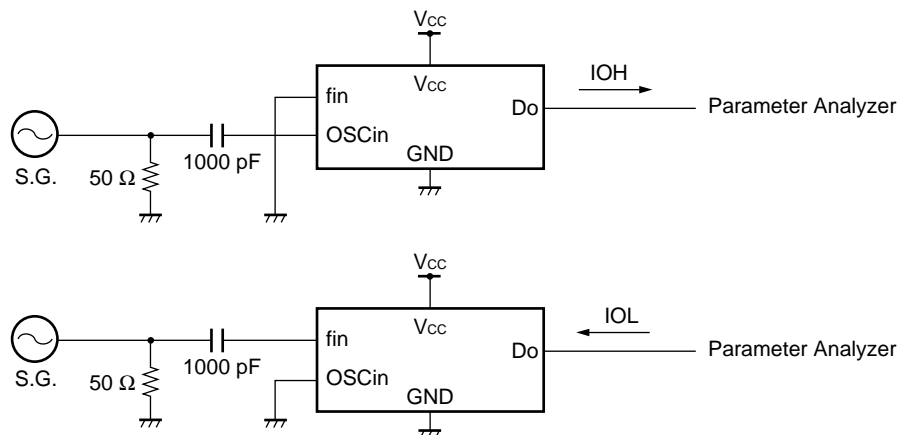 VCC
VCC
IOH
fin
Do
Parameter Analyzer
OSCin
1000 pF
GND
50 Ω
S.G.
VCC
VCC
IOL
fin
Do
Parameter Analyzer
1000 pF
OSCin
S.G.
50 Ω
GND